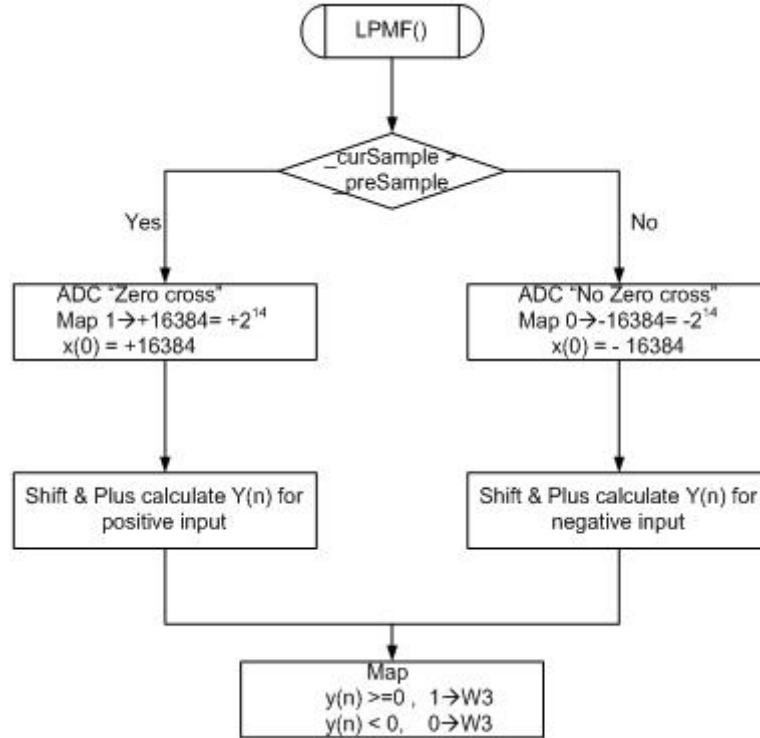 LPMF()
_curSample >
_preSample
Yes
No
ADC “Zero cross”
Map 1→+16384= +2¹⁴
x(0) = +16384
ADC “No Zero cross”
Map 0→-16384= -2¹⁴
x(0) = - 16384
Shift & Plus calculate Y(n) for
positive input
Shift & Plus calculate Y(n) for
negative input
Map
y(n) >=0 , 1→W3
y(n) < 0, 0→W3